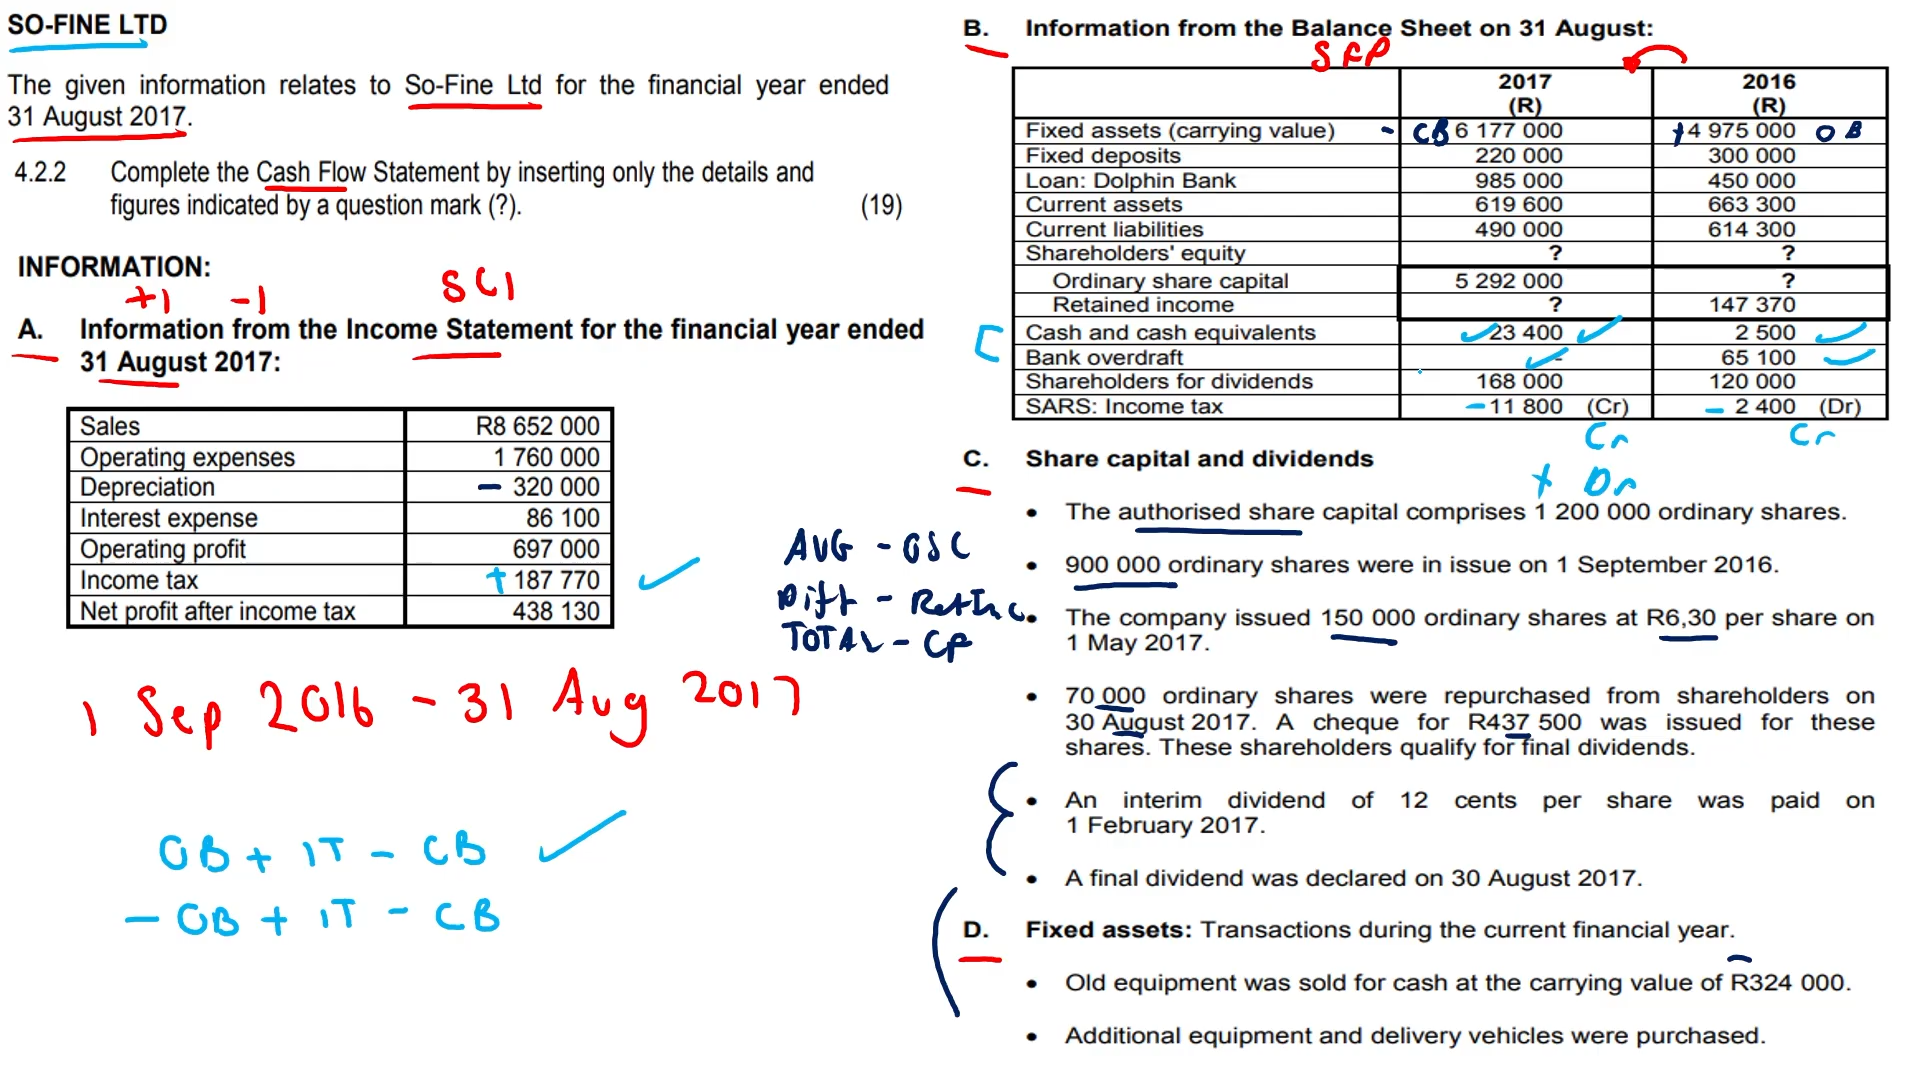 SO-FINE LTD
The given information relates to So-Fine Ltd for the financial year ended
31 August 2017.
4.2.2 Complete the Cash Flow Statement by inserting only the details and
figures indicated by a question mark (?). (19)
INFORMATION:
+1 -1 SCI
A. Information from the Income Statement for the financial year ended
31 August 2017:
Sales R8 652 000
Operating expenses 1 760 000
Depreciation - 320 000
Interest expense 86 100
Operating profit 697 000
Income tax + 187 770
Net profit after income tax 438 130
1 Sep 2016 - 31 Aug 2017
OB + IT - CB
- OB + IT - CB
AVG - OSC
Diff - Ret Inc
TOTAL - CF
B. Information from the Balance Sheet on 31 August:
SFP
2017 2016
(R) (R)
Fixed assets (carrying value) - CB 6 177 000 + 4 975 000 OB
Fixed deposits 220 000 300 000
Loan: Dolphin Bank 985 000 450 000
Current assets 619 600 663 300
Current liabilities 490 000 614 300
Shareholders' equity ? ?
Ordinary share capital 5 292 000 ?
Retained income ? 147 370
Cash and cash equivalents 23 400 2 500
Bank overdraft - 65 100
Shareholders for dividends 168 000 120 000
SARS: Income tax - 11 800 (Cr) - 2 400 (Dr)
Cr Cr
+ Dr
C. Share capital and dividends
• The authorised share capital comprises 1 200 000 ordinary shares.
• 900 000 ordinary shares were in issue on 1 September 2016.
• The company issued 150 000 ordinary shares at R6,30 per share on
1 May 2017.
• 70 000 ordinary shares were repurchased from shareholders on
30 August 2017. A cheque for R437 500 was issued for these
shares. These shareholders qualify for final dividends.
• An interim dividend of 12 cents per share was paid on
1 February 2017.
• A final dividend was declared on 30 August 2017.
D. Fixed assets: Transactions during the current financial year.
• Old equipment was sold for cash at the carrying value of R324 000.
• Additional equipment and delivery vehicles were purchased.